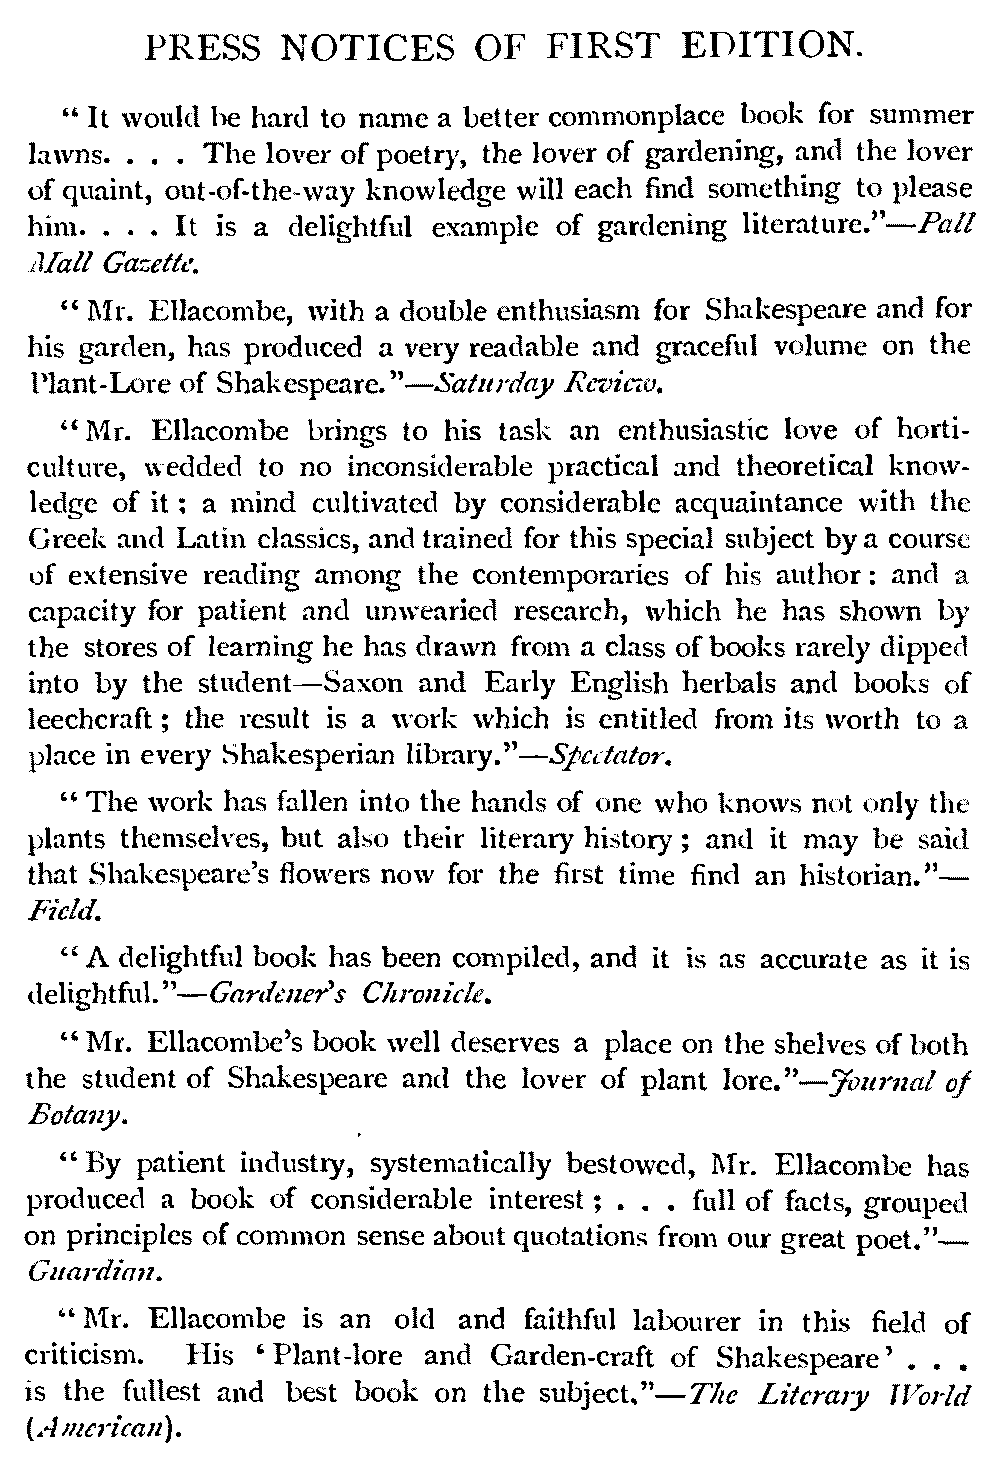 PRESS NOTICES OF FIRST EDITION.
“It would be hard to name a better commonplace book for summer
lawns. . . . The lover of poetry, the lover of gardening, and the lover
of quaint, out-of-the-way knowledge will each find something to please
him. . . . It is a delightful example of gardening literature.”—Pall
Mall Gazette.
“Mr. Ellacombe, with a double enthusiasm for Shakespeare and for
his garden, has produced a very readable and graceful volume on the
Plant-Lore of Shakespeare.”—Saturday Review.
“Mr. Ellacombe brings to his task an enthusiastic love of horti-
culture, wedded to no inconsiderable practical and theoretical know-
ledge of it; a mind cultivated by considerable acquaintance with the
Greek and Latin classics, and trained for this special subject by a course
of extensive reading among the contemporaries of his author: and a
capacity for patient and unwearied research, which he has shown by
the stores of learning he has drawn from a class of books rarely dipped
into by the student—Saxon and Early English herbals and books of
leechcraft; the result is a work which is entitled from its worth to a
place in every Shakesperian library.”—Spectator.
“The work has fallen into the hands of one who knows not only the
plants themselves, but also their literary history; and it may be said
that Shakespeare’s flowers now for the first time find an historian.”—
Field.
“A delightful book has been compiled, and it is as accurate as it is
delightful.”—Gardener’s Chronicle.
“Mr. Ellacombe’s book well deserves a place on the shelves of both
the student of Shakespeare and the lover of plant lore.”—Journal of
Botany.
“By patient industry, systematically bestowed, Mr. Ellacombe has
produced a book of considerable interest; . . . full of facts, grouped
on principles of common sense about quotations from our great poet.”—
Guardian.
“Mr. Ellacombe is an old and faithful labourer in this field of
criticism. His ‘Plant-lore and Garden-craft of Shakespeare’ . . .
is the fullest and best book on the subject.”—The Literary World
(American).